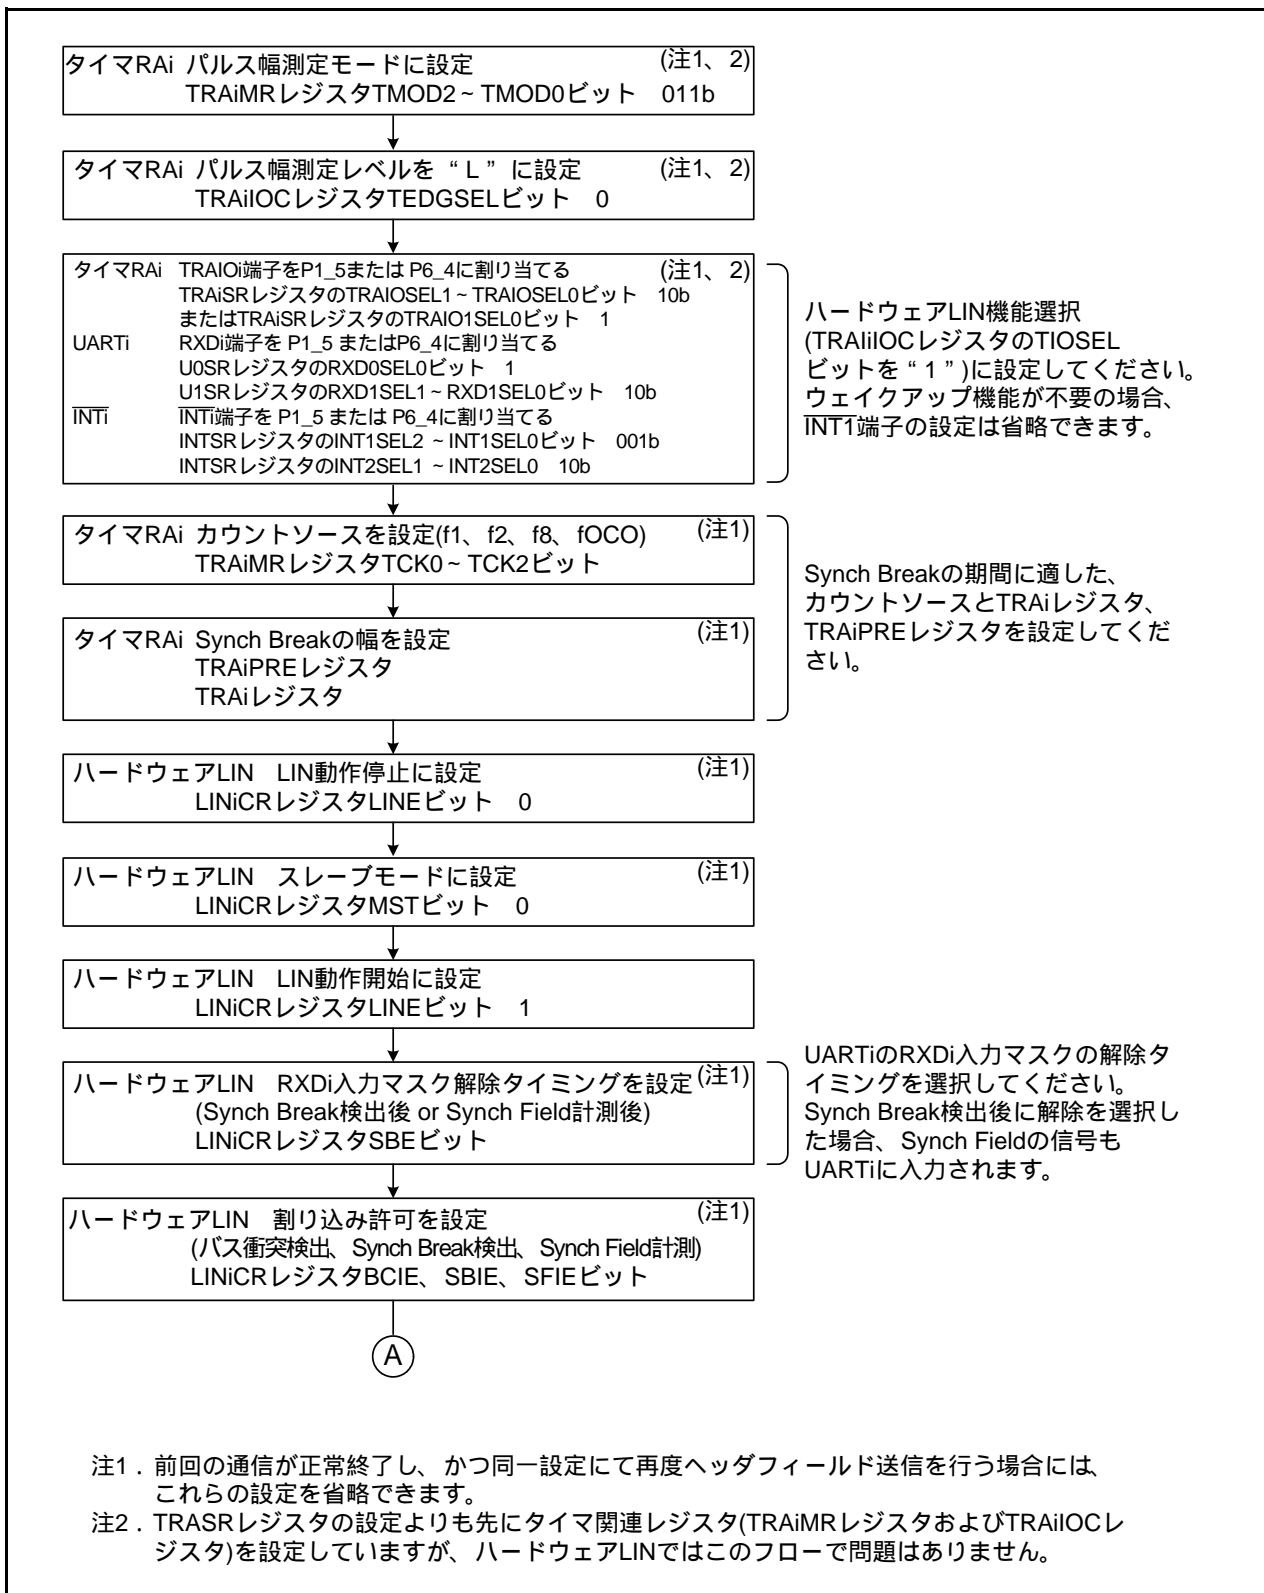 タイマRAi パルス幅測定モードに設定 (注1、2)
TRAiMRレジスタTMOD2~TMOD0ビット 011b
タイマRAi パルス幅測定レベルを“L”に設定 (注1、2)
TRAiIOCレジスタTEDGSELビット 0
タイマRAi TRAIOi端子をP1_5または P6_4に割り当てる (注1、2)
TRAiSRレジスタのTRAIOSEL1~TRAIOSEL0ビット 10b
またはTRAiSRレジスタのTRAIO1SEL0ビット 1
UARTi RXDi端子を P1_5 またはP6_4に割り当てる
U0SRレジスタのRXD0SEL0ビット 1
U1SRレジスタのRXD1SEL1~RXD1SEL0ビット 10b
INTi INTi端子を P1_5 または P6_4に割り当てる
INTSRレジスタのINT1SEL2 ~INT1SEL0ビット 001b
INTSRレジスタのINT2SEL1 ~INT2SEL0 10b
ハードウェアLIN機能選択
(TRAIiIOCレジスタのTIOSEL
ビットを“1”)に設定してください。
ウェイクアップ機能が不要の場合、
INT1端子の設定は省略できます。
タイマRAi カウントソースを設定(f1、f2、f8、fOCO) (注1)
TRAiMRレジスタTCK0~TCK2ビット
タイマRAi Synch Breakの幅を設定 (注1)
TRAiPREレジスタ
TRAiレジスタ
Synch Breakの期間に適した、
カウントソースとTRAiレジスタ、
TRAiPREレジスタを設定してくだ
さい。
ハードウェアLIN LIN動作停止に設定 (注1)
LINiCRレジスタLINEビット 0
ハードウェアLIN スレーブモードに設定 (注1)
LINiCRレジスタMSTビット 0
ハードウェアLIN LIN動作開始に設定
LINiCRレジスタLINEビット 1
ハードウェアLIN RXDi入力マスク解除タイミングを設定 (注1)
(Synch Break検出後 or Synch Field計測後)
LINiCRレジスタSBEビット
UARTiのRXDi入力マスクの解除タ
イミングを選択してください。
Synch Break検出後に解除を選択し
た場合、Synch Fieldの信号も
UARTiに入力されます。
ハードウェアLIN 割り込み許可を設定 (注1)
(バス衝突検出、Synch Break検出、Synch Field計測)
LINiCRレジスタBCIE、SBIE、SFIEビット
A
注1．前回の通信が正常終了し、かつ同一設定にて再度ヘッダフィールド送信を行う場合には、
これらの設定を省略できます。
注2．TRASRレジスタの設定よりも先にタイマ関連レジスタ(TRAiMRレジスタおよびTRAiIOCレ
ジスタ)を設定していますが、ハードウェアLINではこのフローで問題はありません。